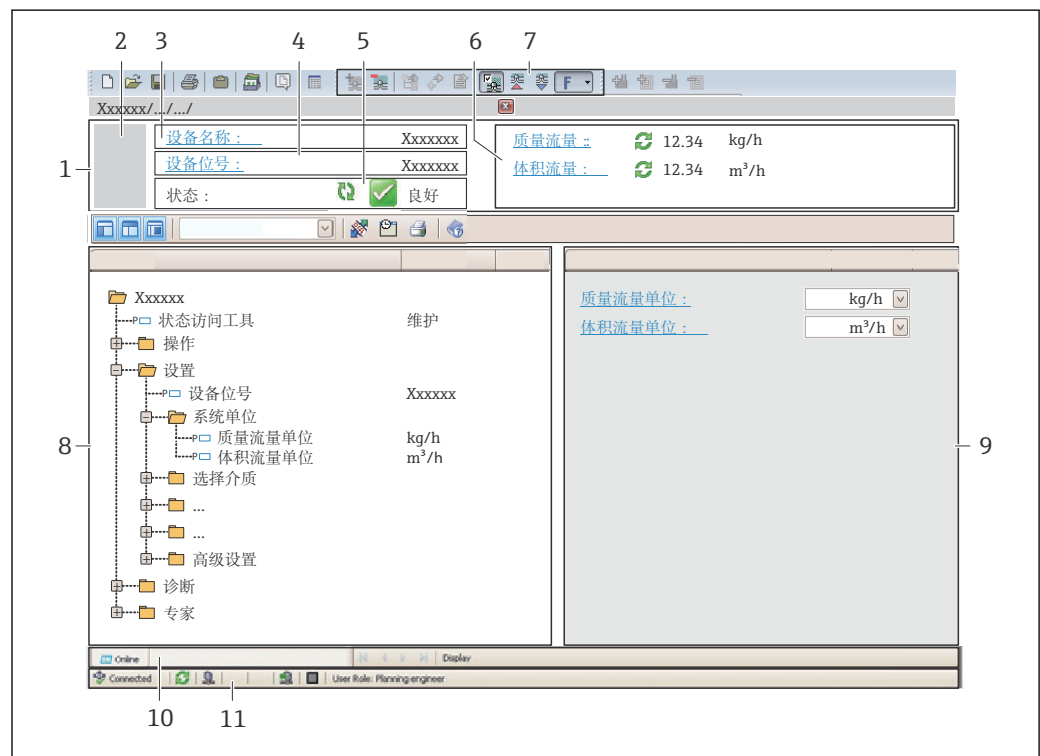 2 3 4 5 6 7
F
Xxxxxx/.../.../
1
设备名称： Xxxxxxx
设备位号： Xxxxxxx
状态： 良好
质量流量：: 12.34 kg/h
体积流量： 12.34 m³/h
Xxxxxx
P 状态访问工具 维护
操作
设置
P 设备位号 Xxxxxx
系统单位
P 质量流量单位 kg/h
P 体积流量单位 m³/h
选择介质
...
...
高级设置
诊断
专家
8
质量流量单位： kg/h
体积流量单位： m³/h
9
Online Display
Connected User Role: Planning engineer
10 11